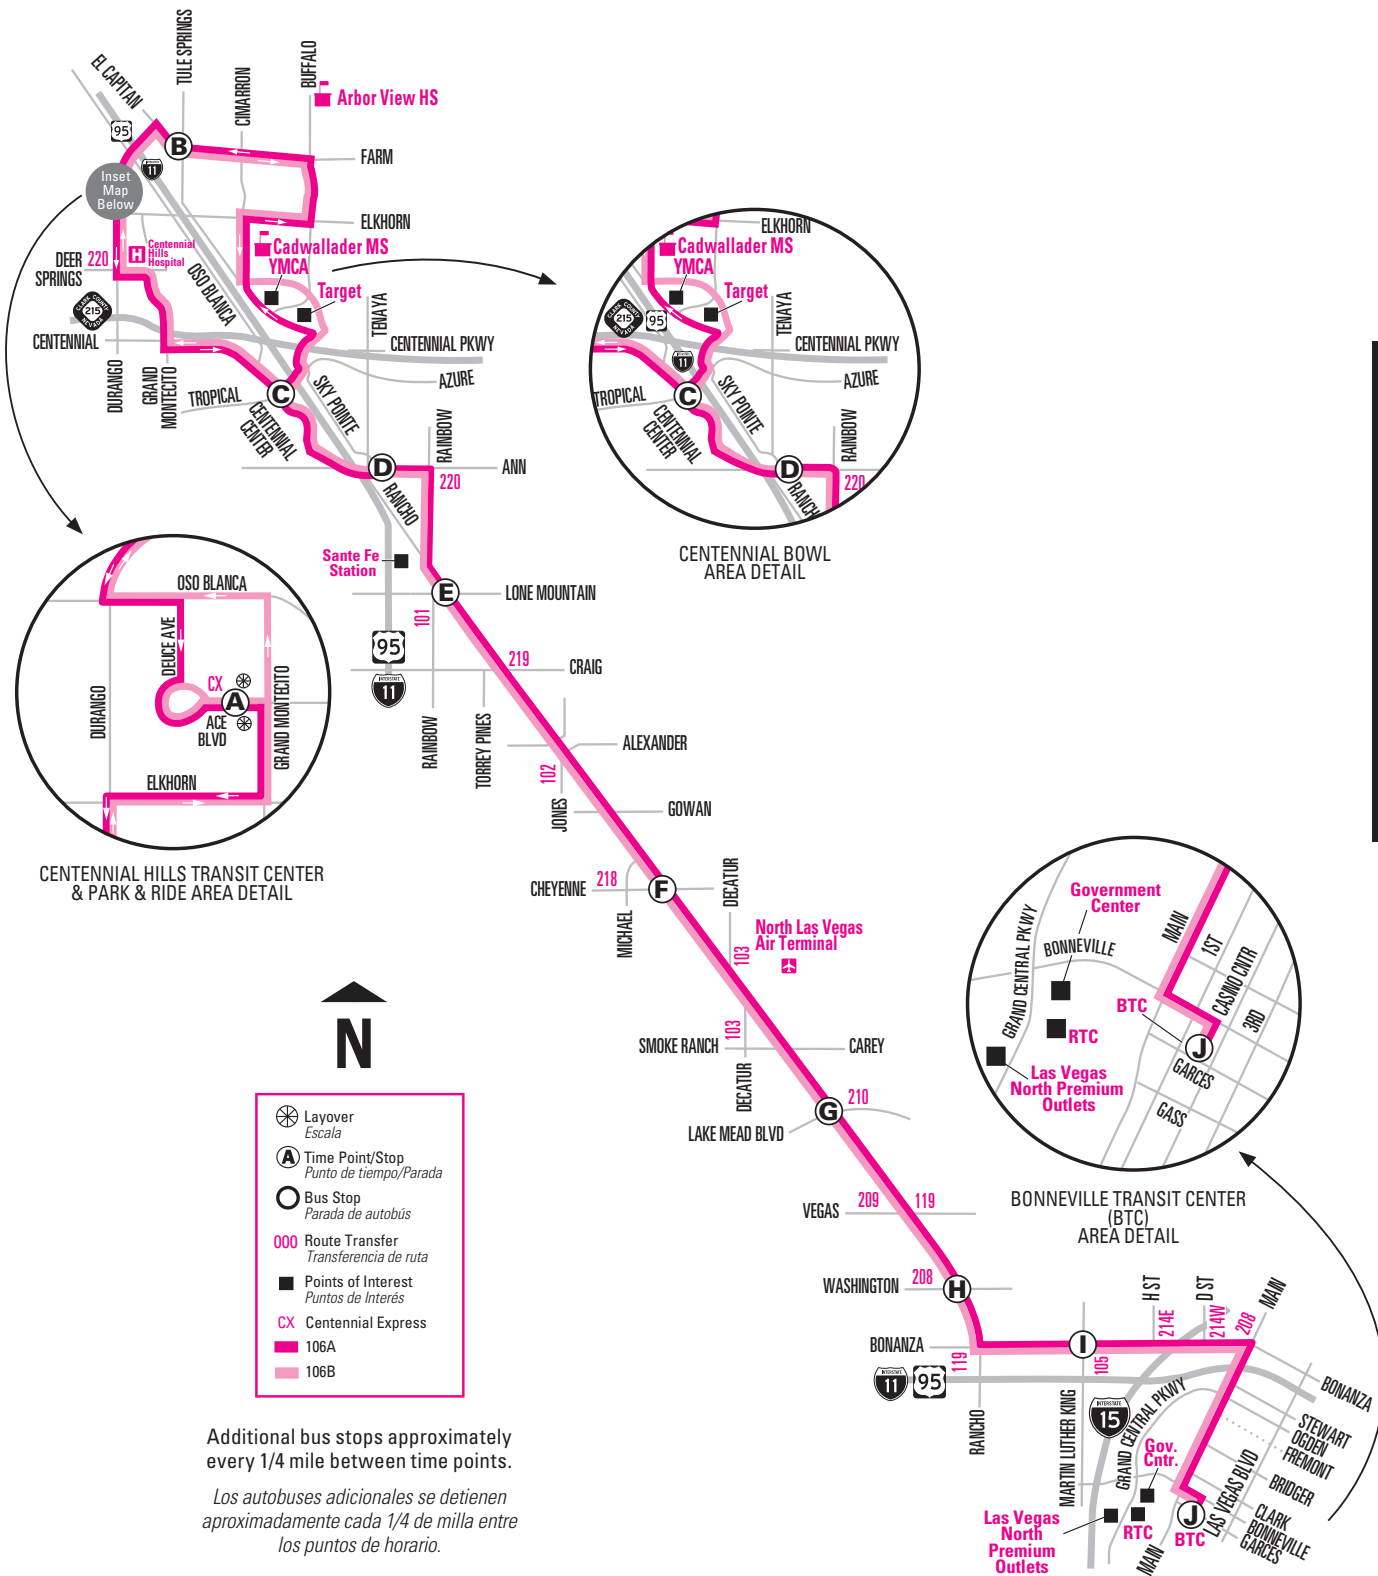 EL CAPITAN
TULE SPRINGS
CIMARRON
BUFFALO
Arbor View HS
95
INTERSTATE
11
B
FARM
Inset
Map
Below
ELKHORN
Centennial
Hills
Hospital
H
DEER
SPRINGS
220
Cadwallader MS
YMCA
Target
OSO BLANCA
TENAYA
CLARK COUNTY
215
NEVADA
CENTENNIAL
CENTENNIAL PKWY
AZURE
DURANGO
GRAND
MONTECITO
TROPICAL
C
CENTENNIAL
CENTER
SKY POINTE
RAINBOW
D
ANN
220
RANCHO
Sante Fe
Station
E
LONE MOUNTAIN
101
95
INTERSTATE
11
219
CRAIG
RAINBOW
TORREY PINES
ALEXANDER
102
JONES
GOWAN
CHEYENNE
218
F
MICHAEL
DECATUR
North Las Vegas
Air Terminal
103
SMOKE RANCH
103
CAREY
DECATUR
G
210
LAKE MEAD BLVD
VEGAS
209
119
WASHINGTON
208
H
BONANZA
119
I
105
H ST
214E
D ST
214W
208
MAIN
INTERSTATE
11
95
RANCHO
MARTIN LUTHER KING
INTERSTATE
15
GRAND CENTRAL PKWY
BONANZA
STEWART
OGDEN
FREMONT
BRIDGER
LAS VEGAS BLVD
CLARK
BONNEVILLE
GARCES
Gov.
Cntr.
Las Vegas
North
Premium
Outlets
RTC
MAIN
BTC
J
ELKHORN
Cadwallader MS
YMCA
Target
CLARK COUNTY
215
NEVADA
95
INTERSTATE
11
TENAYA
CENTENNIAL PKWY
AZURE
TROPICAL
C
CENTENNIAL
CENTER
SKY POINTE
RAINBOW
D
RANCH
220
CENTENNIAL BOWL
AREA DETAIL
OSO BLANCA
DEUCE AVE
CX
A
ACE
BLVD
DURANGO
GRAND MONTECITO
ELKHORN
CENTENNIAL HILLS TRANSIT CENTER
& PARK & RIDE AREA DETAIL
Government
Center
GRAND CENTRAL PKWY
BONNEVILLE
MAIN
1ST
CASINO CNTR
3RD
BTC
RTC
J
GARCES
GASS
Las Vegas
North Premium
Outlets
BONNEVILLE TRANSIT CENTER
(BTC)
AREA DETAIL
N
Layover
Escala
A
Time Point/Stop
Punto de tiempo/Parada
Bus Stop
Parada de autobús
000
Route Transfer
Transferencia de ruta
Points of Interest
Puntos de Interés
CX
Centennial Express
106A
106B
Additional bus stops approximately
every 1/4 mile between time points.
Los autobuses adicionales se detienen
aproximadamente cada 1/4 de milla entre
los puntos de horario.